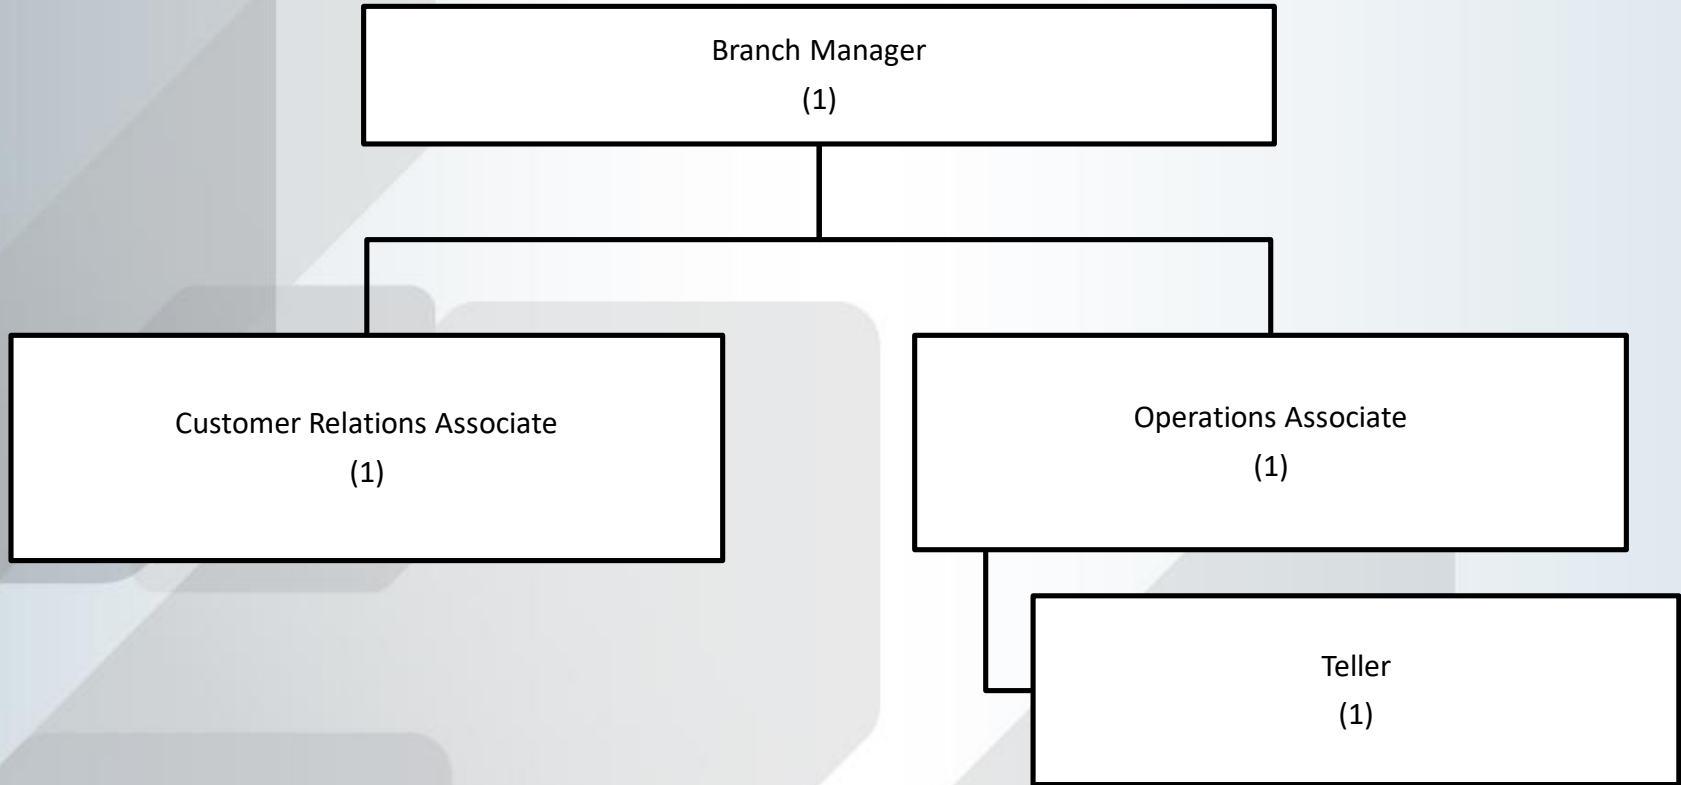 Branch Manager
(1)
Customer Relations Associate
(1)
Operations Associate
(1)
Teller
(1)